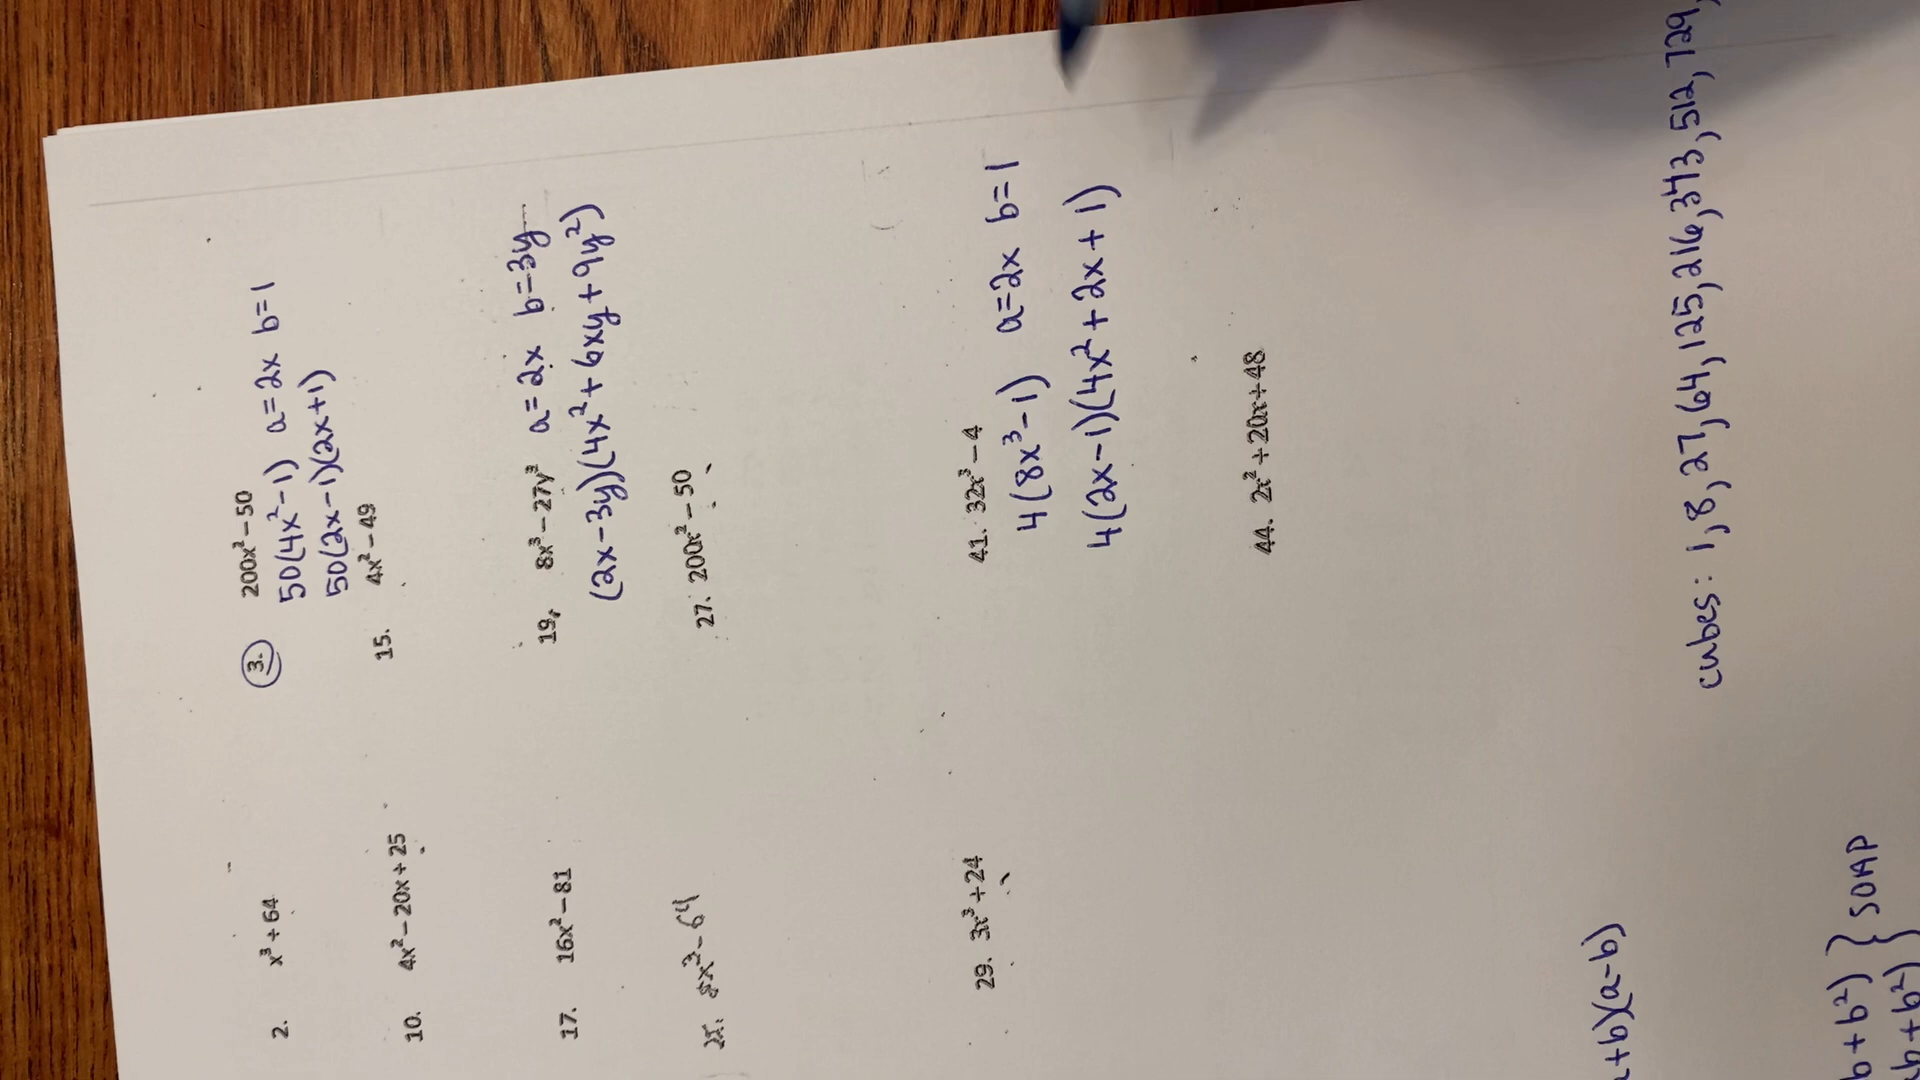 2. x³ + 64
3. 200x² – 50
50(4x² – 1) a = 2x b = 1
50(2x – 1)(2x + 1)
10. 4x² – 20x + 25
15. 4x² – 49
17. 16x² – 81
19. 8x³ – 27y³ a = 2x b = 3y
(2x – 3y)(4x² + 6xy + 9y²)
8x³ – 64
27. 200x² – 50
29. 3x³ + 24
41. 32x³ – 4
4(8x³ – 1) a = 2x b = 1
4(2x – 1)(4x² + 2x + 1)
44. 2x² + 20x + 48
+b)(a–b)
cubes: 1, 8, 27, 64, 125, 216, 343, 512, 729,
b + b²) } SOAP
b + b²)